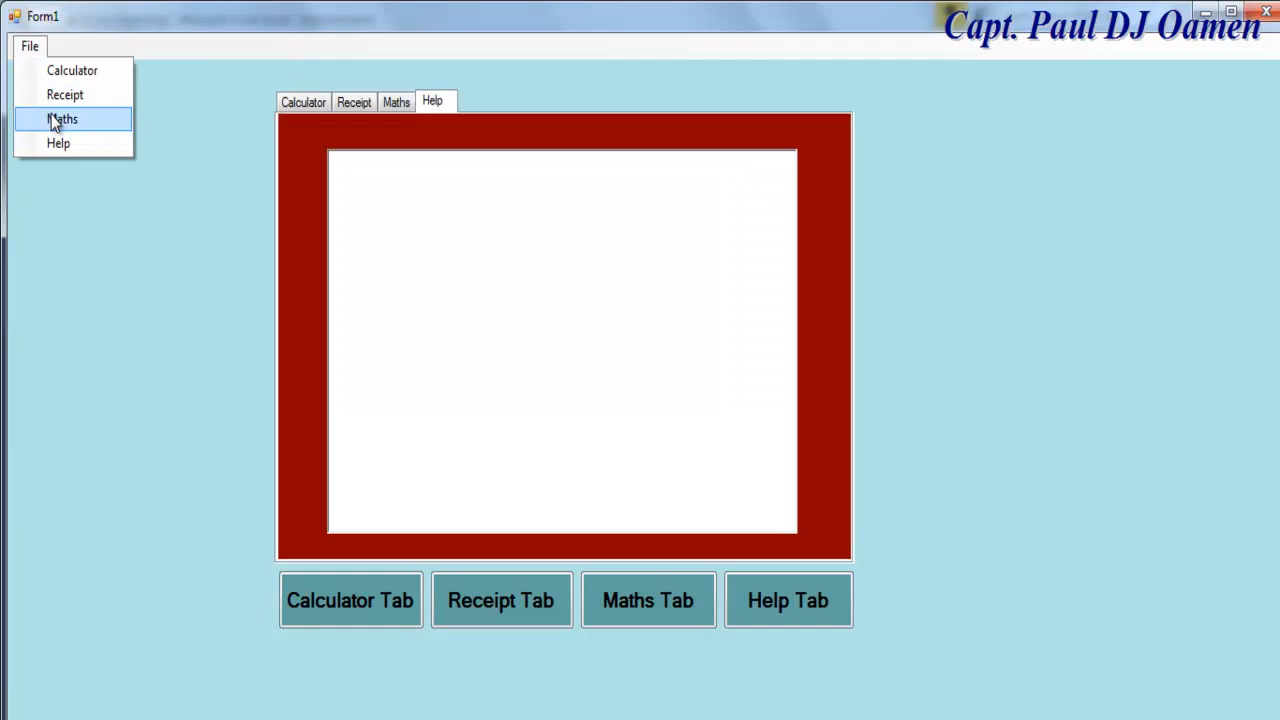 Form1
Capt. Paul DJ Oamen
File
Calculator
Receipt
Maths
Help
Calculator Receipt Maths Help
Calculator Tab Receipt Tab Maths Tab Help Tab